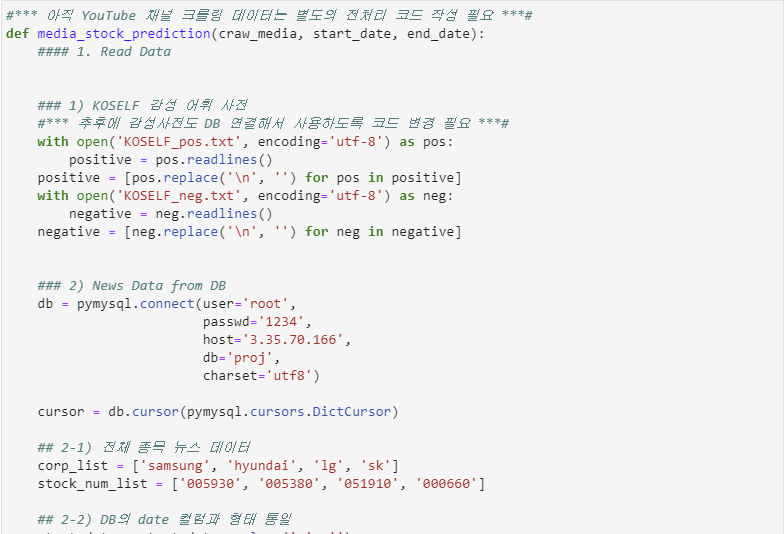 #*** 아직 YouTube 채널 크롤링 데이터는 별도의 전처리 코드 작성 필요 ***#
def media_stock_prediction(craw_media, start_date, end_date):
    #### 1. Read Data
    ### 1) KOSELF 감성 어휘 사전
    #*** 추후에 감성사전도 DB 연결해서 사용하도록 코드 변경 필요 ***#
    with open('KOSELF_pos.txt', encoding='utf-8') as pos:
        positive = pos.readlines()
    positive = [pos.replace('\n', '') for pos in positive]
    with open('KOSELF_neg.txt', encoding='utf-8') as neg:
        negative = neg.readlines()
    negative = [neg.replace('\n', '') for neg in negative]
    ### 2) News Data from DB
    db = pymysql.connect(user='root',
                         passwd='1234',
                         host='3.35.70.166',
                         db='proj',
                         charset='utf8')
    cursor = db.cursor(pymysql.cursors.DictCursor)
    ## 2-1) 전체 종목 뉴스 데이터
    corp_list = ['samsung', 'hyundai', 'lg', 'sk']
    stock_num_list = ['005930', '005380', '051910', '000660']
    ## 2-2) DB의 date 컬럼과 형태 통일